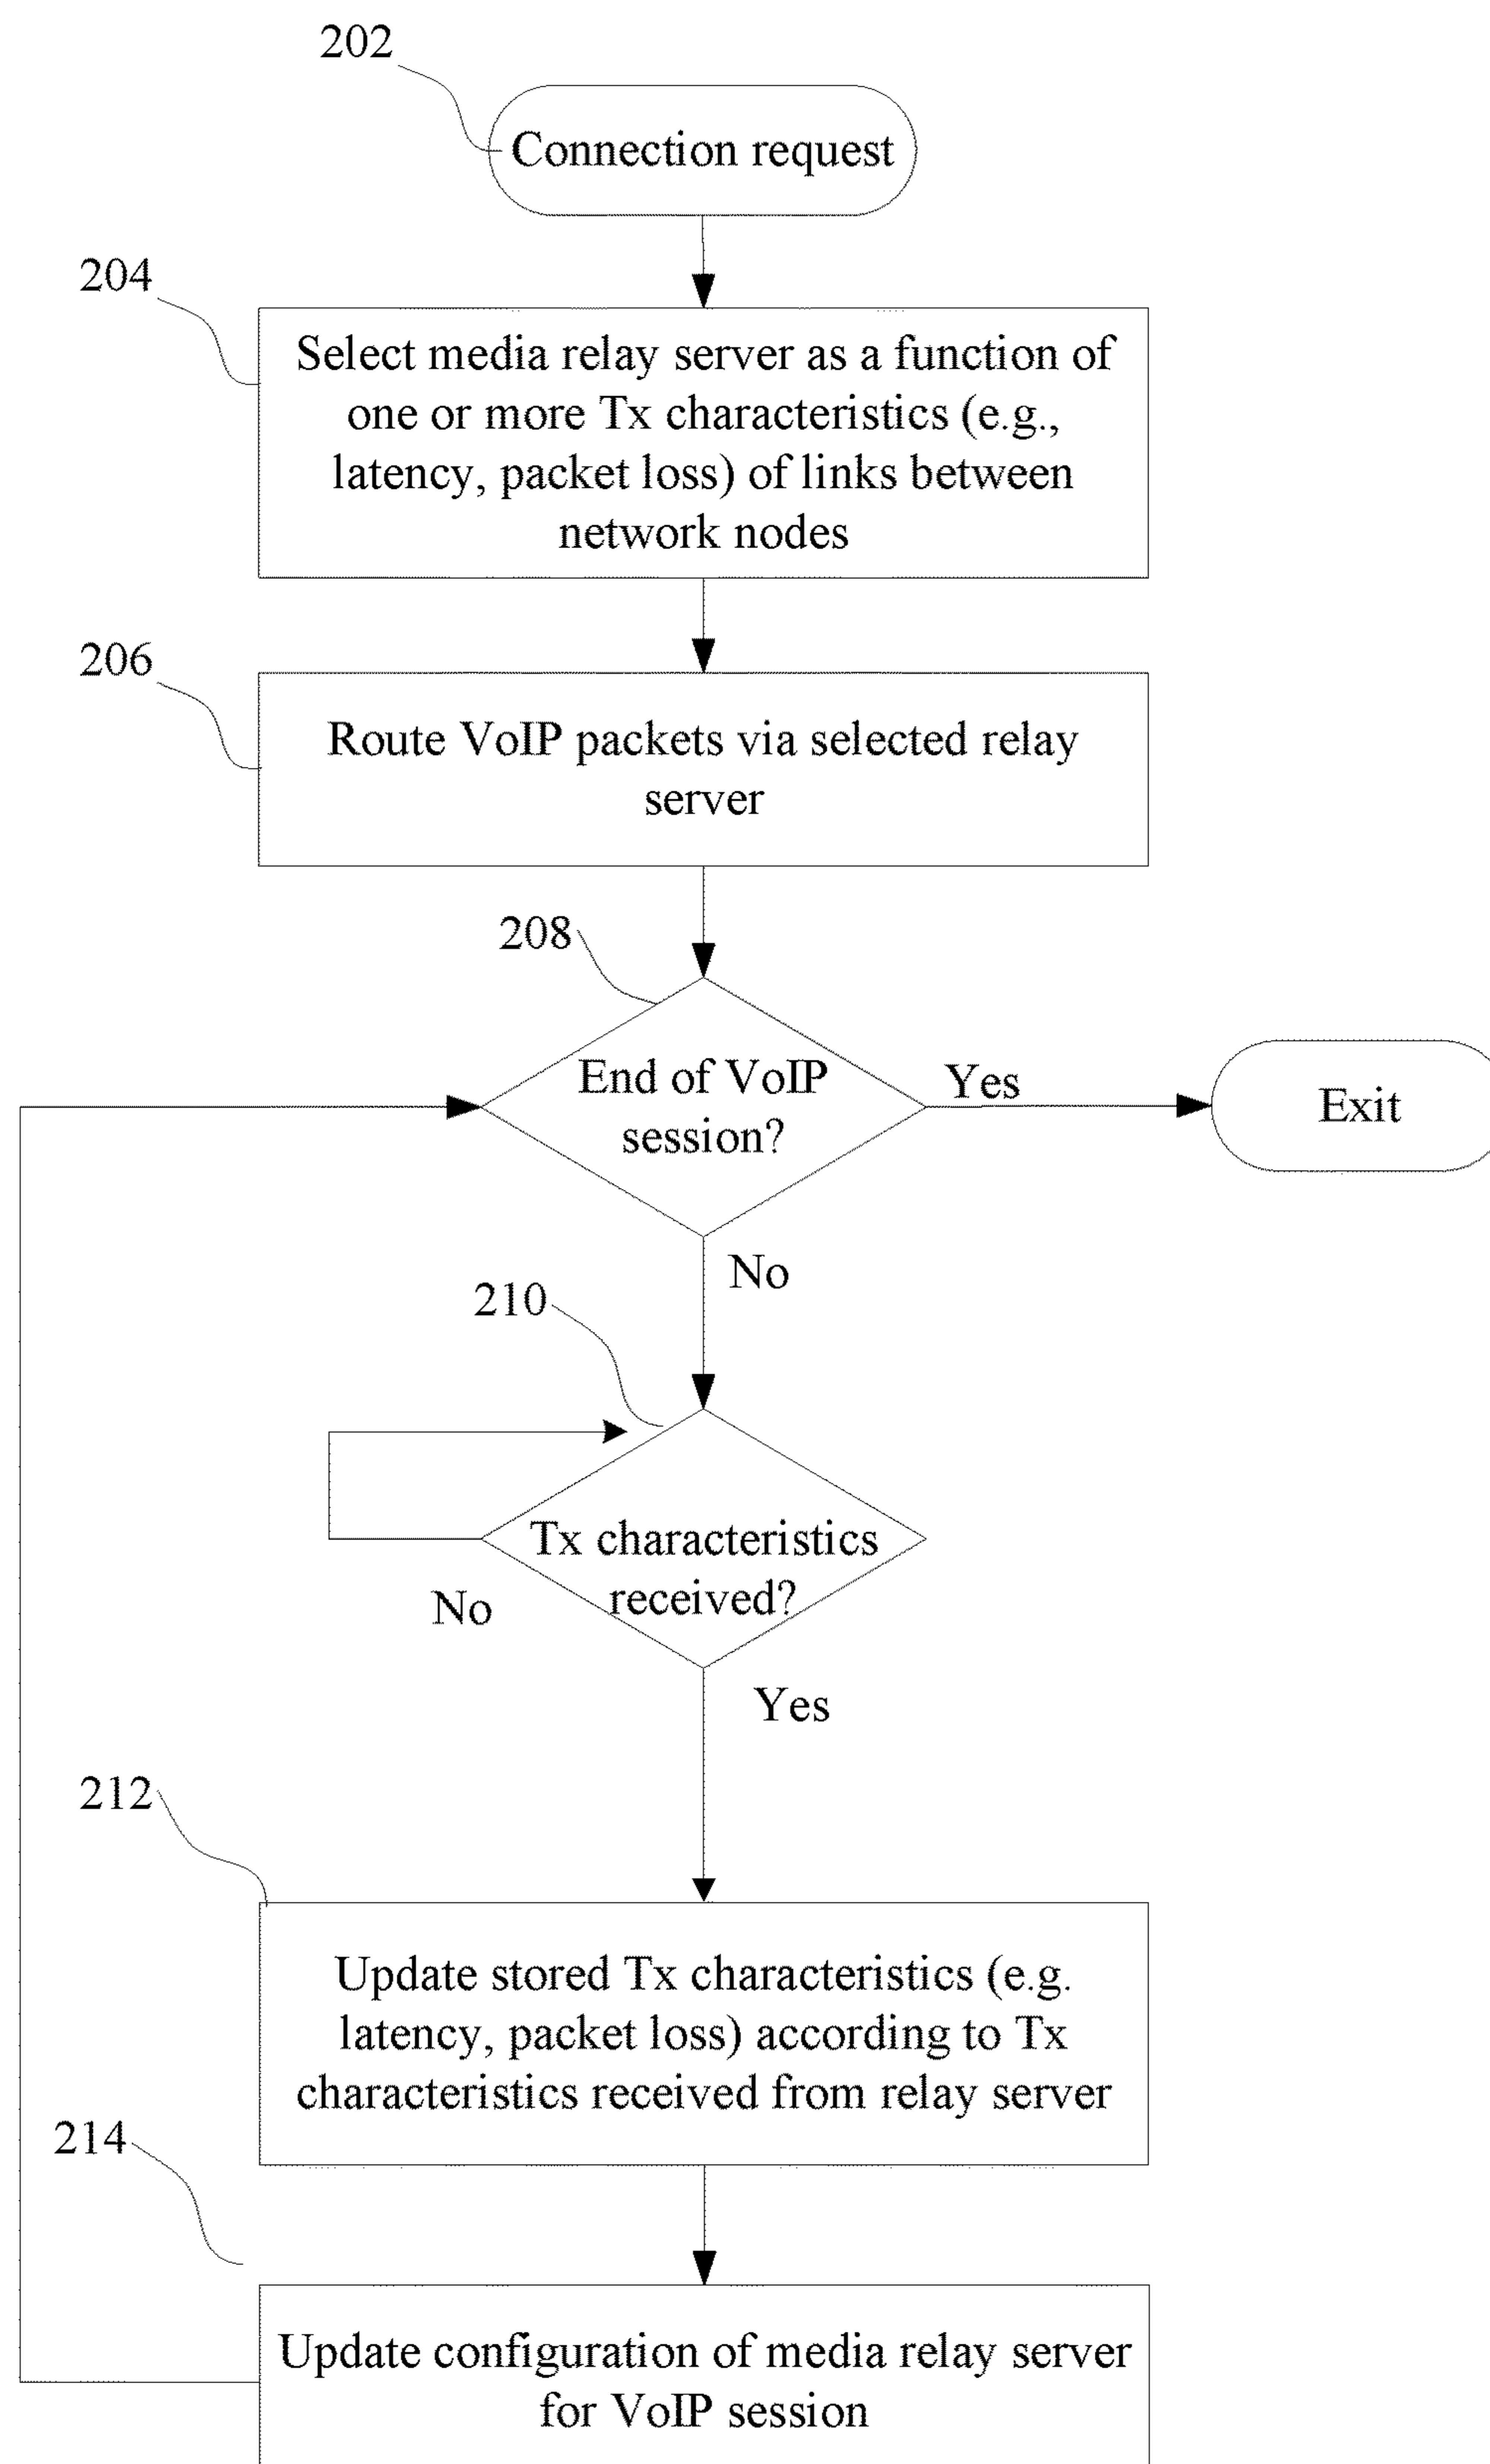 202
Connection request
204
Select media relay server as a function of
one or more Tx characteristics (e.g.,
latency, packet loss) of links between
network nodes
206
Route VoIP packets via selected relay
server
208
End of VoIP
session?
Yes
Exit
No
210
Tx characteristics
received?
No
Yes
212
Update stored Tx characteristics (e.g.
latency, packet loss) according to Tx
characteristics received from relay server
214
Update configuration of media relay server
for VoIP session